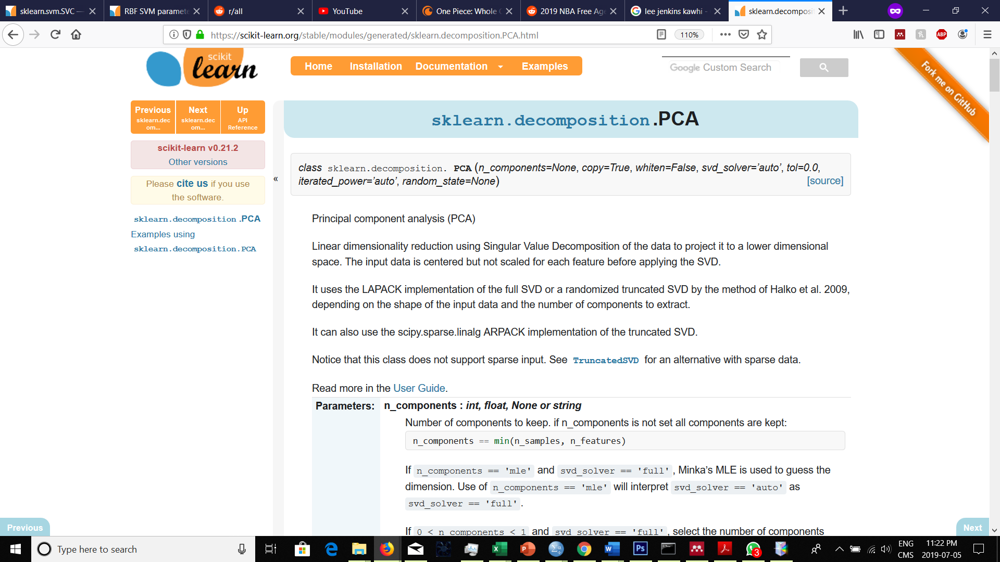 sklearn.svm.SVC —
RBF SVM paramete
r/all
YouTube
One Piece: Whole
2019 NBA Free Age
lee jenkins kawhi -
sklearn.decomposit
https://scikit-learn.org/stable/modules/generated/sklearn.decomposition.PCA.html
110%
ABP
scikit
learn
Home Installation Documentation Examples
Google Custom Search
Fork me on GitHub
Previous
sklearn.dec
om...
Next
sklearn.dec
om...
Up
API
Reference
scikit-learn v0.21.2
Other versions
Please cite us if you use
the software.
sklearn.decomposition.PCA
Examples using
sklearn.decomposition.PCA
«
sklearn.decomposition.PCA
class sklearn.decomposition. PCA (n_components=None, copy=True, whiten=False, svd_solver=’auto’, tol=0.0,
iterated_power=’auto’, random_state=None)
[source]
Principal component analysis (PCA)
Linear dimensionality reduction using Singular Value Decomposition of the data to project it to a lower dimensional
space. The input data is centered but not scaled for each feature before applying the SVD.
It uses the LAPACK implementation of the full SVD or a randomized truncated SVD by the method of Halko et al. 2009,
depending on the shape of the input data and the number of components to extract.
It can also use the scipy.sparse.linalg ARPACK implementation of the truncated SVD.
Notice that this class does not support sparse input. See TruncatedSVD for an alternative with sparse data.
Read more in the User Guide.
Parameters: n_components : int, float, None or string
Number of components to keep. if n_components is not set all components are kept:
n_components == min(n_samples, n_features)
If n_components == 'mle' and svd_solver == 'full' , Minka’s MLE is used to guess the
dimension. Use of n_components == 'mle' will interpret svd_solver == 'auto' as
svd_solver == 'full' .
If 0 < n_components < 1 and svd_solver == 'full' , select the number of components
Previous
Next
Type here to search
Ps
3
ENG
CMS
11:22 PM
2019-07-05